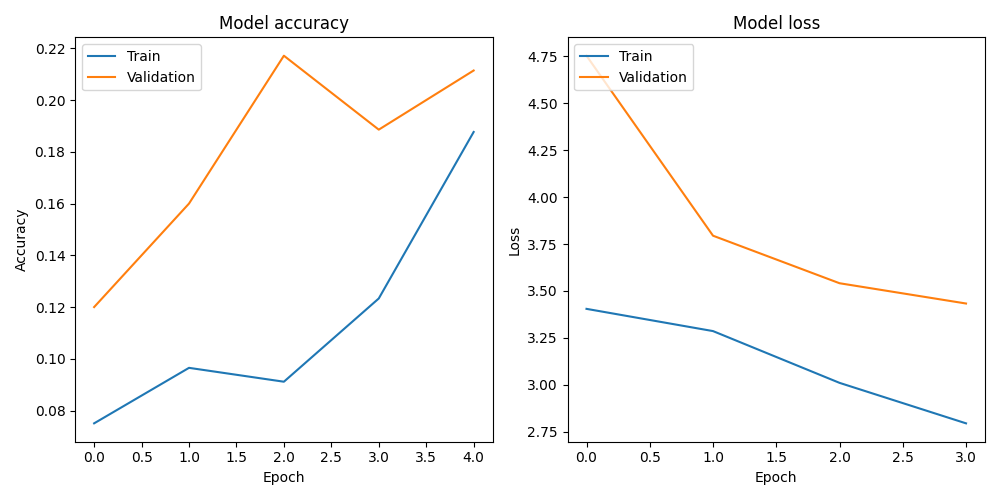 Model accuracy
Train
Validation
0.22
0.20
0.18
0.16
0.14
0.12
0.10
0.08
Accuracy
0.0 0.5 1.0 1.5 2.0 2.5 3.0 3.5 4.0
Epoch
Model loss
Train
Validation
4.75
4.50
4.25
4.00
3.75
3.50
3.25
3.00
2.75
Loss
0.0 0.5 1.0 1.5 2.0 2.5 3.0
Epoch